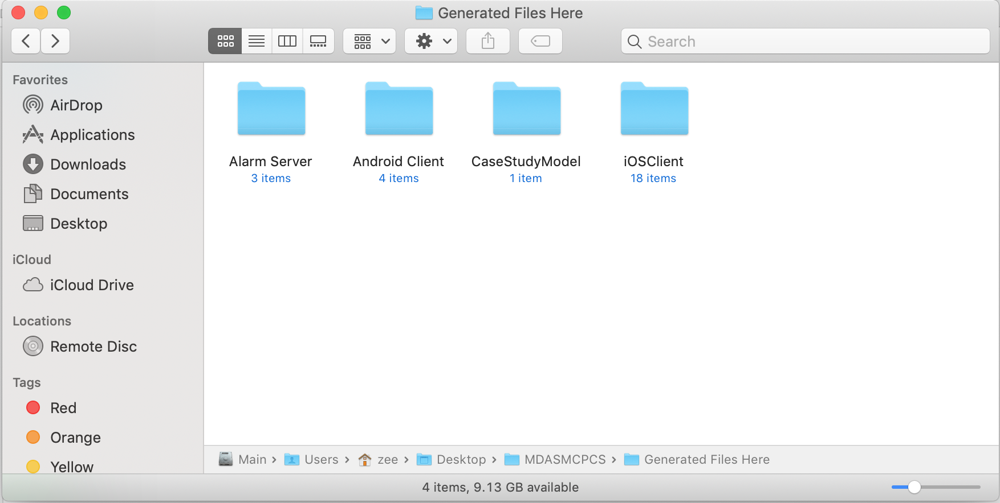 Generated Files Here
Search
Favorites
AirDrop
Applications
Downloads
Documents
Desktop
iCloud
iCloud Drive
Locations
Remote Disc
Tags
Red
Orange
Yellow
Alarm Server
3 items
Android Client
4 items
CaseStudyModel
1 item
iOSClient
18 items
Main › Users › zee › Desktop › MDASMCPCS › Generated Files Here
4 items, 9.13 GB available